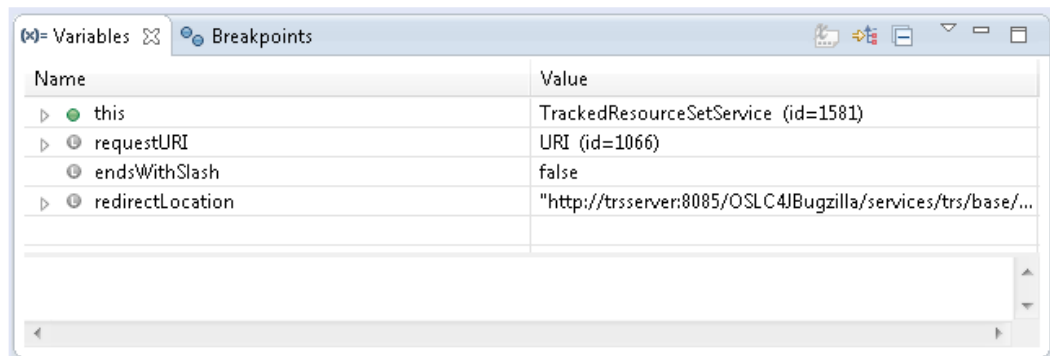 (x)= Variables Breakpoints
Name Value
this TrackedResourceSetService (id=1581)
requestURI URI (id=1066)
endsWithSlash false
redirectLocation "http://trsserver:8085/OSLC4JBugzilla/services/trs/base/...